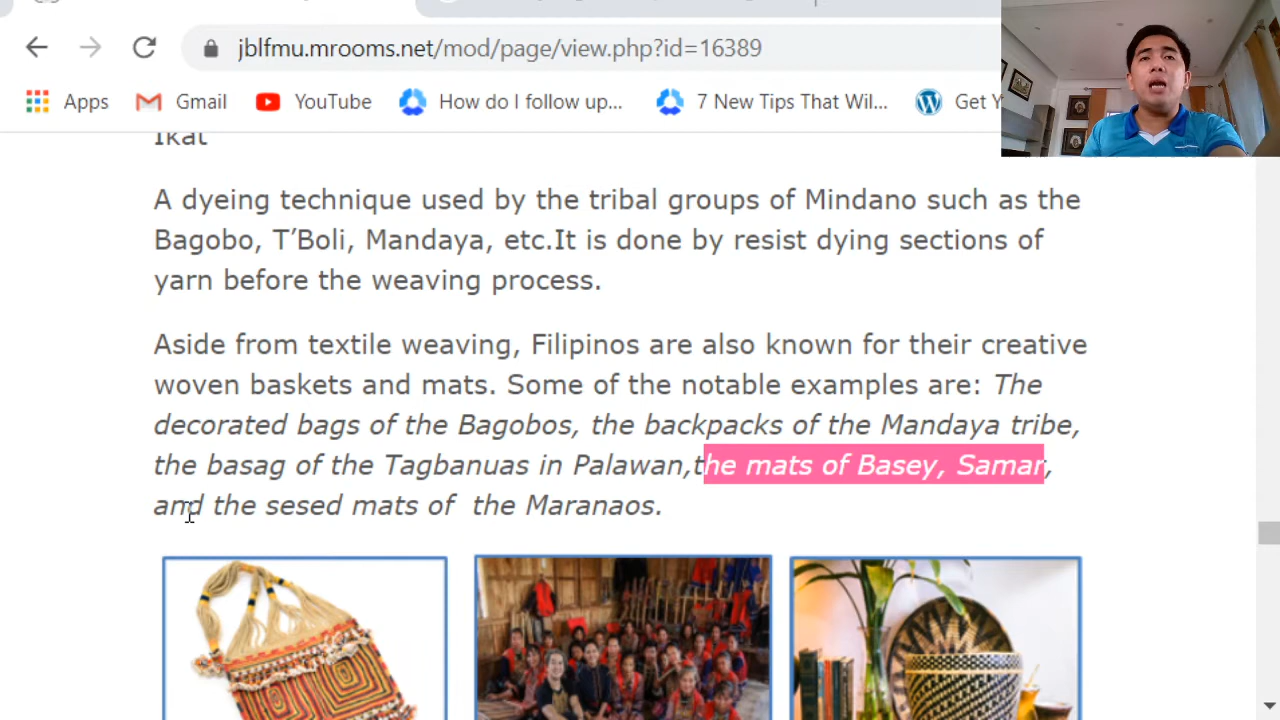 jblfmu.mrooms.net/mod/page/view.php?id=16389
Apps Gmail YouTube How do I follow up... 7 New Tips That Wil... Get Y
Ikat
A dyeing technique used by the tribal groups of Mindano such as the
Bagobo, T’Boli, Mandaya, etc.It is done by resist dying sections of
yarn before the weaving process.
Aside from textile weaving, Filipinos are also known for their creative
woven baskets and mats. Some of the notable examples are: The
decorated bags of the Bagobos, the backpacks of the Mandaya tribe,
the basag of the Tagbanuas in Palawan,the mats of Basey, Samar,
and the sesed mats of the Maranaos.